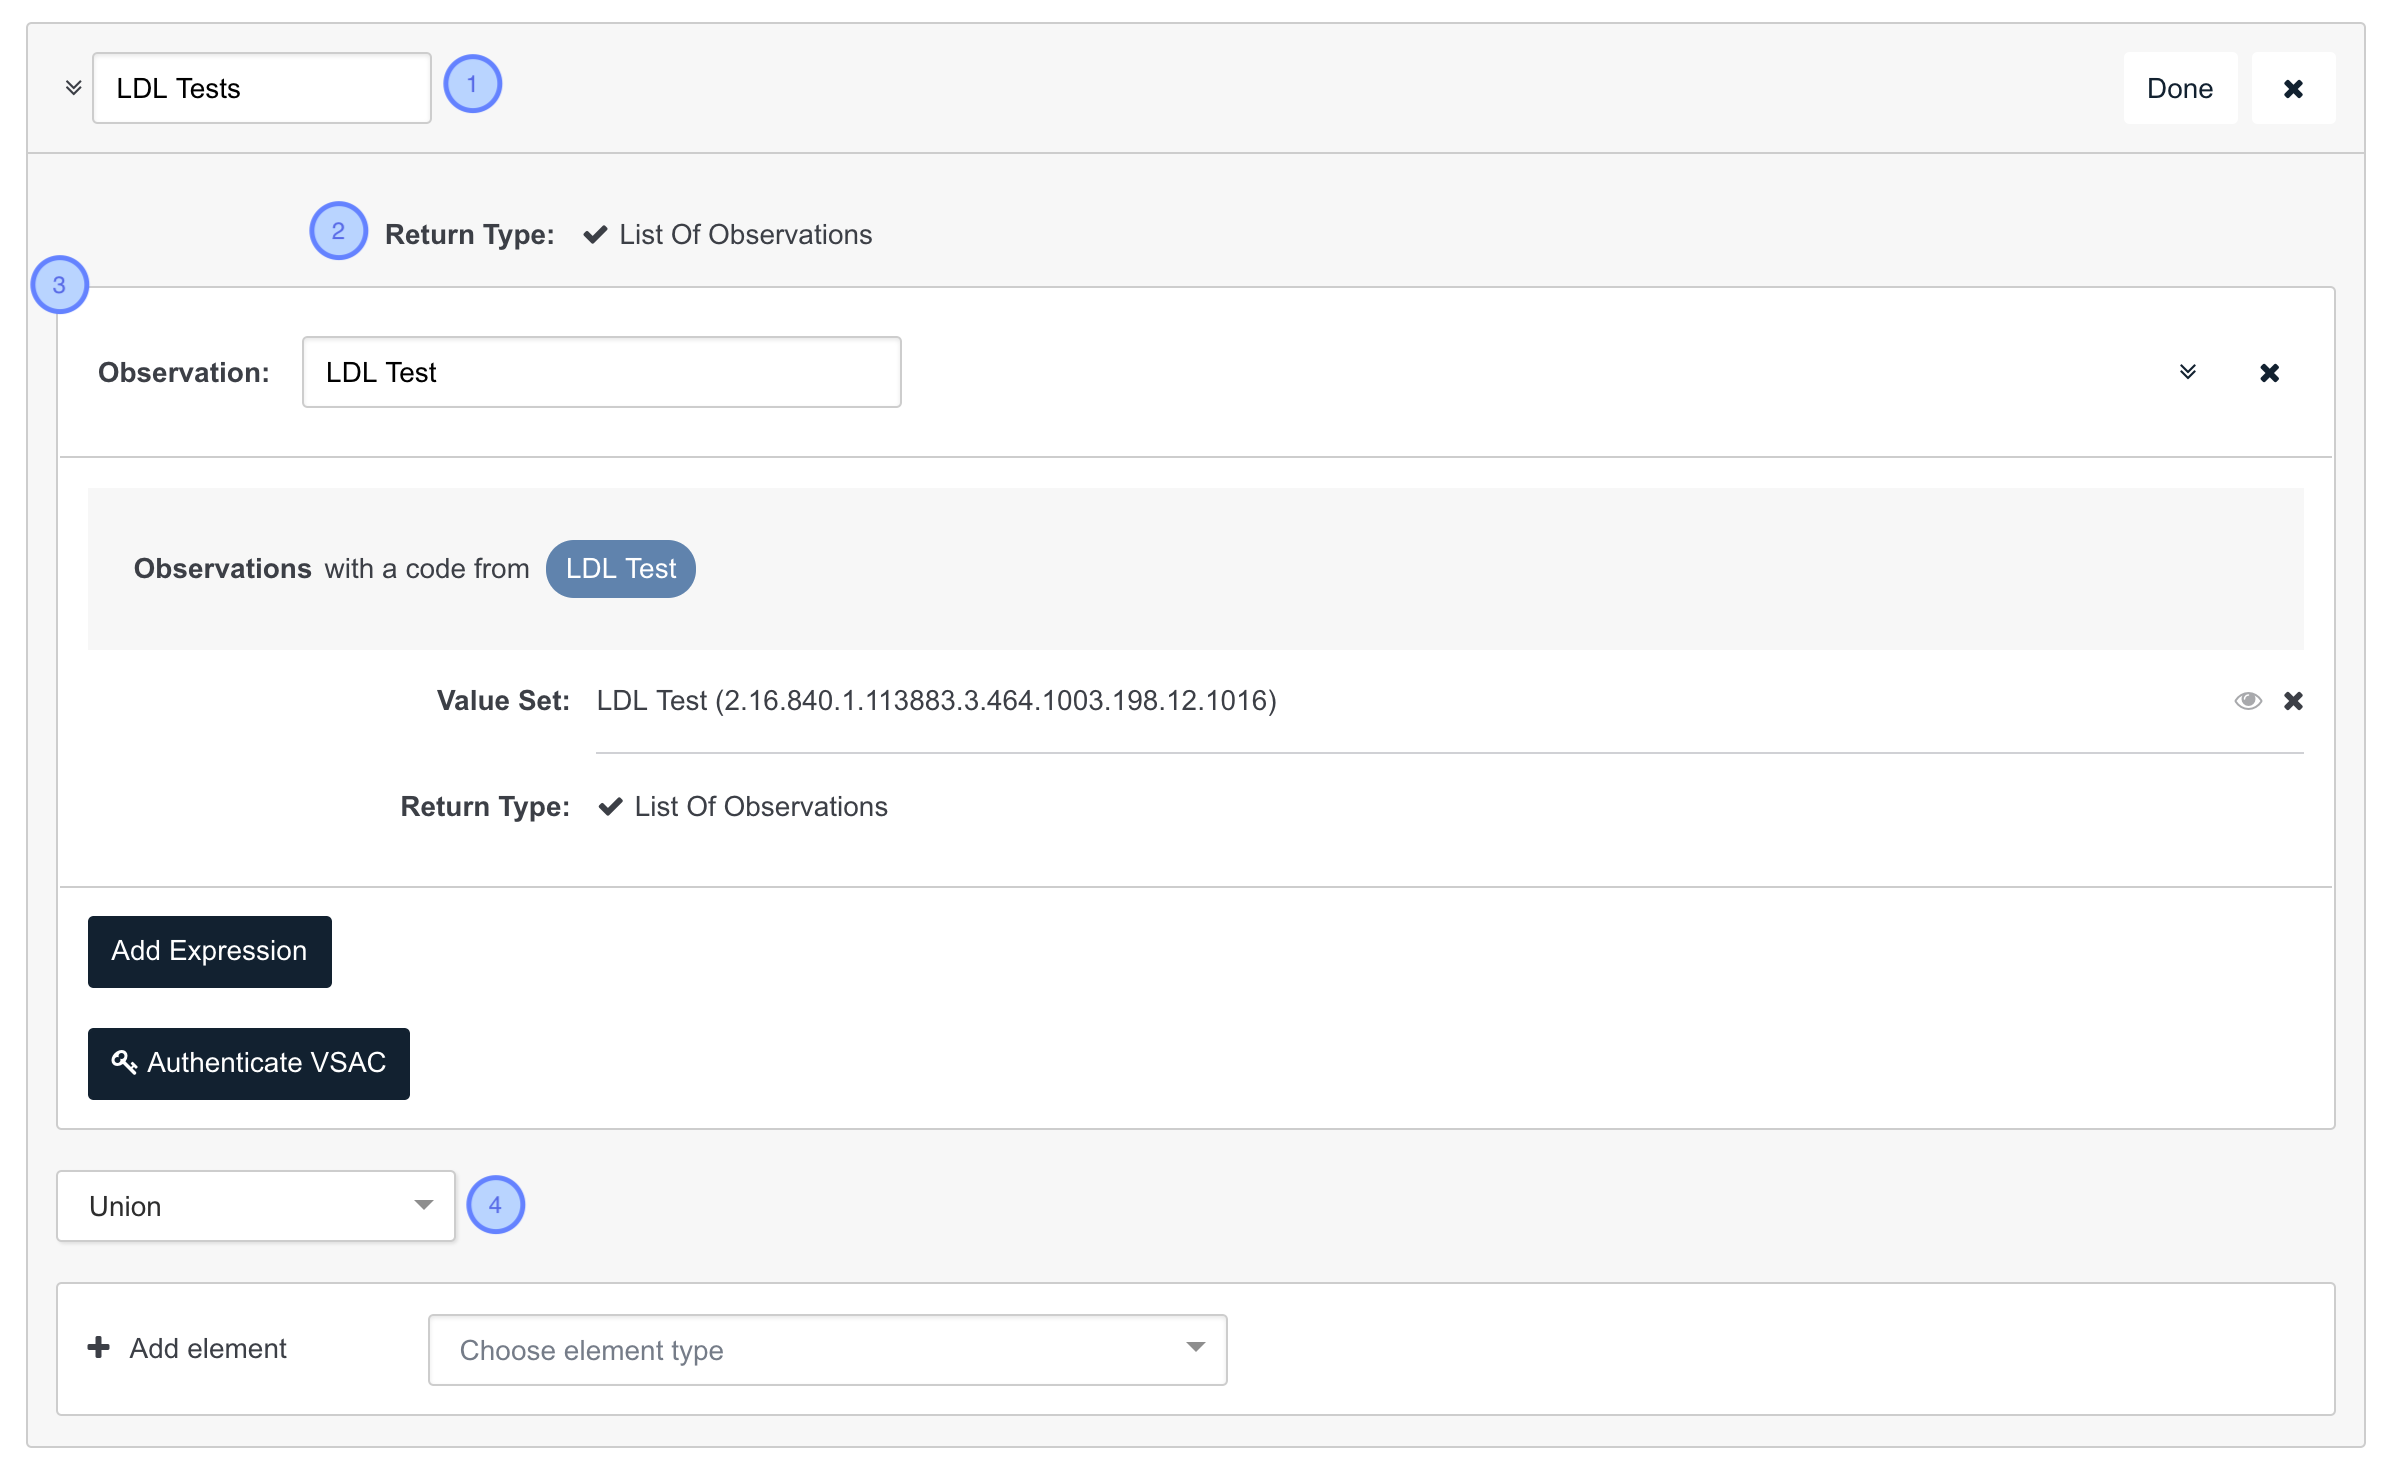 LDL Tests 1 Done
2 Return Type: List Of Observations
3
Observation: LDL Test
Observations with a code from LDL Test
Value Set: LDL Test (2.16.840.1.113883.3.464.1003.198.12.1016)
Return Type: List Of Observations
Add Expression
Authenticate VSAC
Union 4
Add element Choose element type